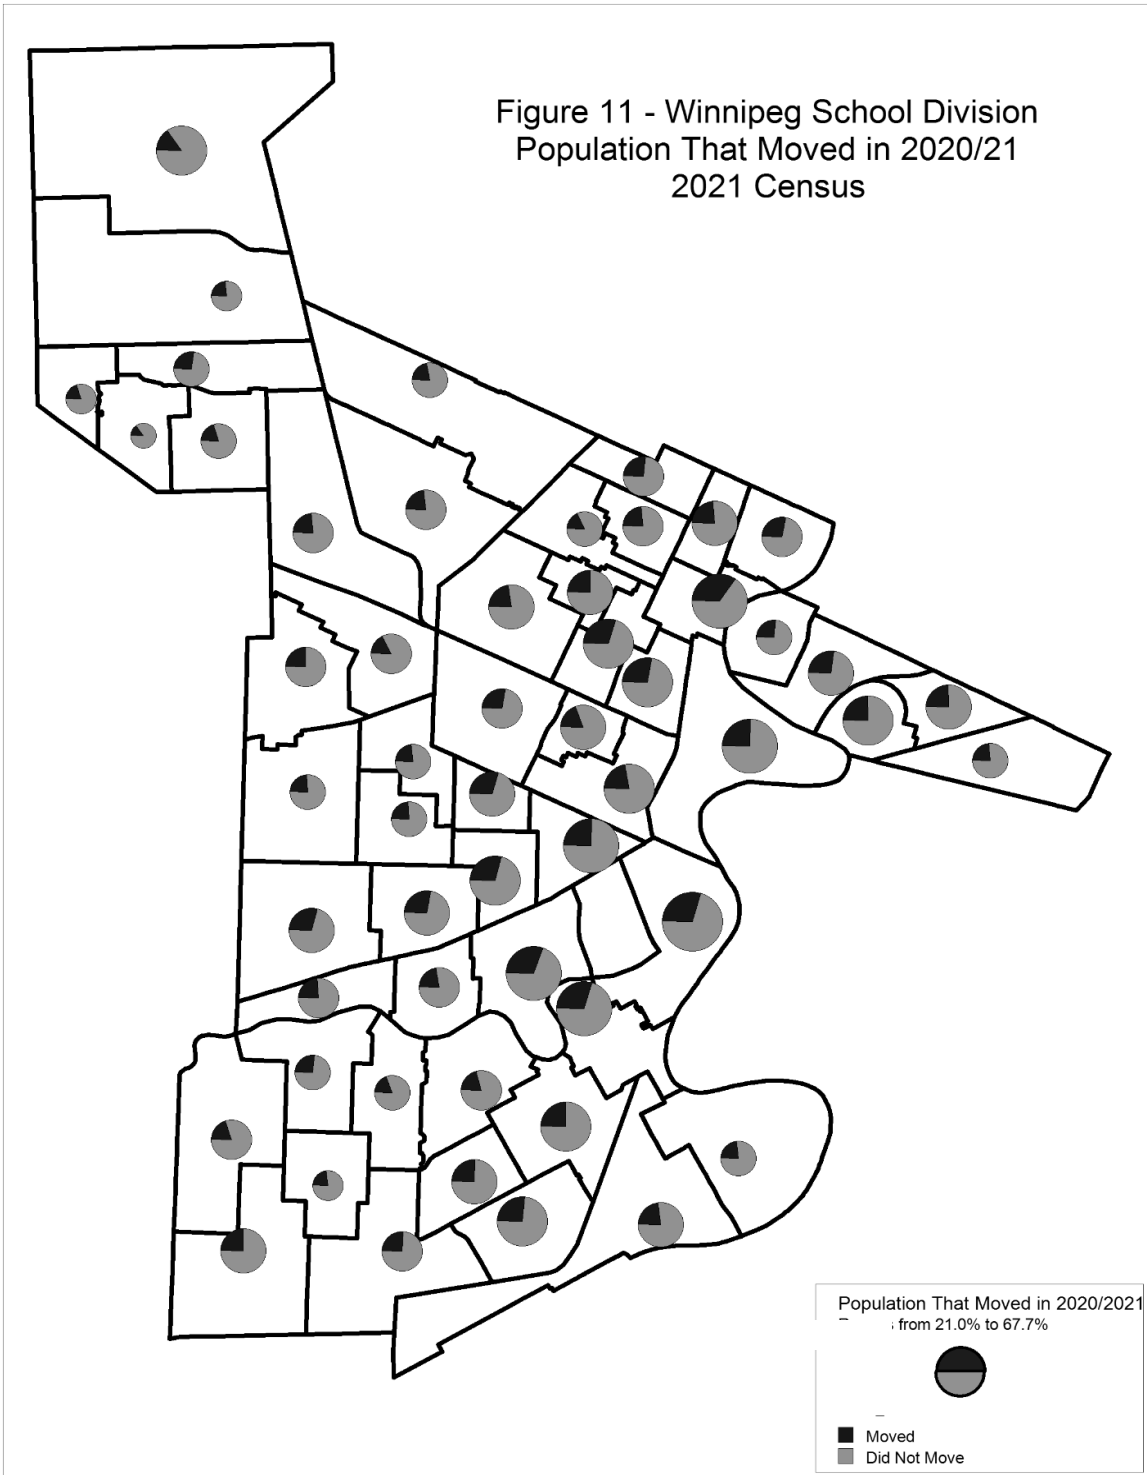 Figure 11 - Winnipeg School Division
Population That Moved in 2020/21
2021 Census
Population That Moved in 2020/2021
from 21.0% to 67.7%
Moved
Did Not Move